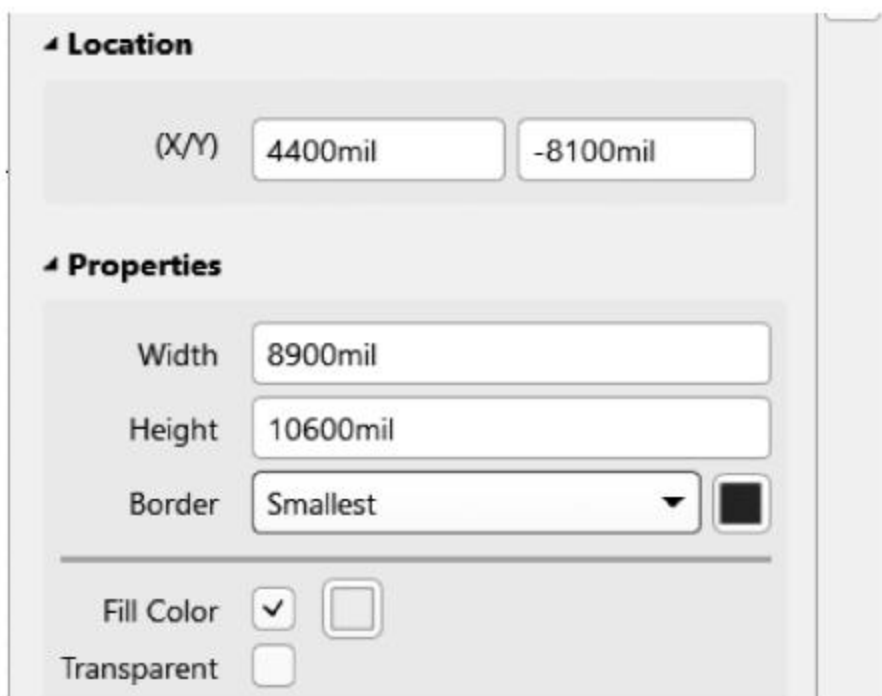 Location
(X/Y) 4400mil -8100mil
Properties
Width 8900mil
Height 10600mil
Border Smallest
Fill Color
Transparent